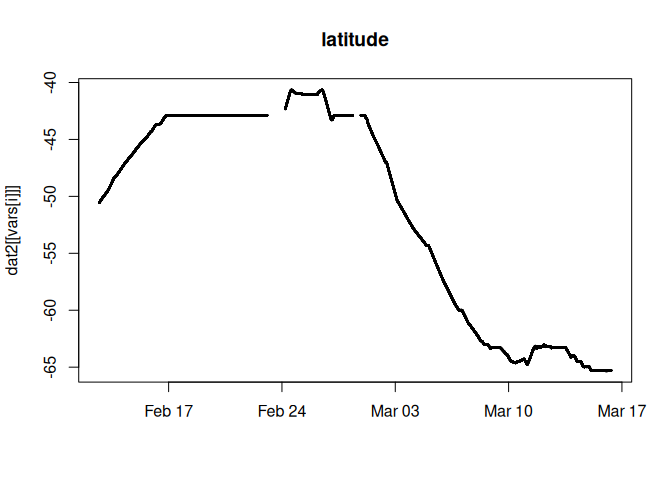 latitude
dat2[[vars[i]]]
-40
-45
-50
-55
-60
-65
Feb 17
Feb 24
Mar 03
Mar 10
Mar 17